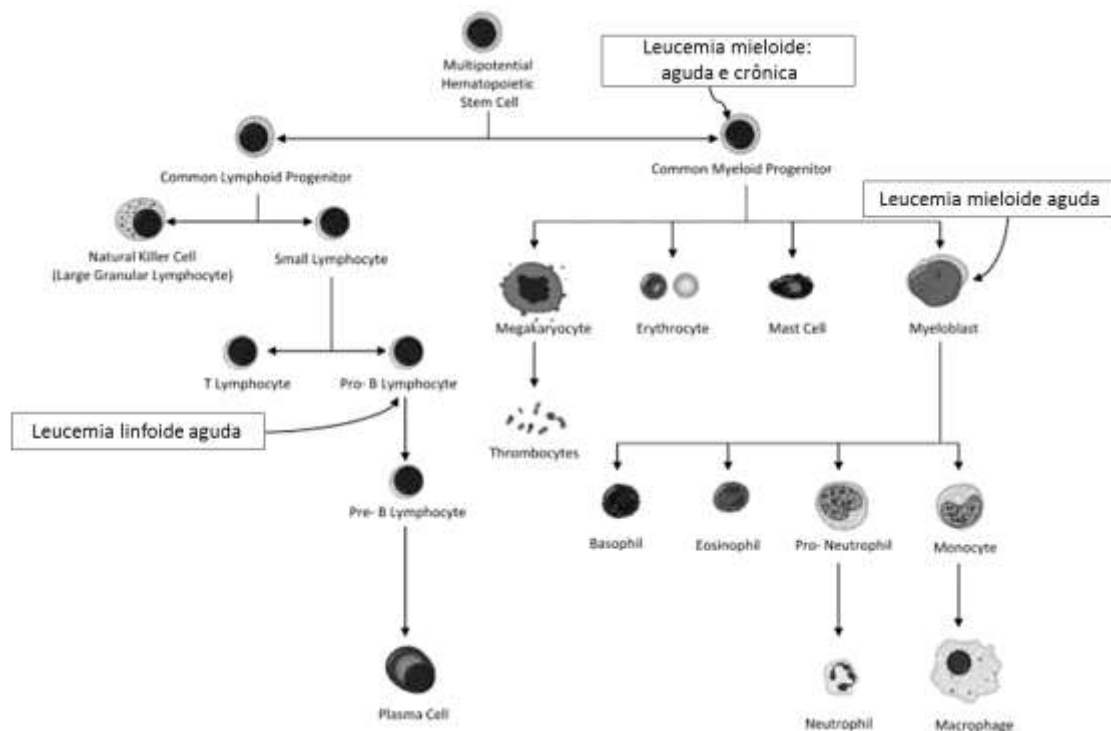 Leucemia mieloide:
aguda e crônica
Multipotential
Hematopoietic
Stem Cell
Common Lymphoid Progenitor
Common Myeloid Progenitor
Leucemia mieloide aguda
Natural Killer Cell
(Large Granular Lymphocyte)
Small Lymphocyte
Megakaryocyte
Erythrocyte
Mast Cell
Myeloblast
T Lymphocyte
Pro- B Lymphocyte
Leucemia linfoide aguda
Thrombocytes
Pre- B Lymphocyte
Basophil
Eosinophil
Pro- Neutrophil
Monocyte
Plasma Cell
Neutrophil
Macrophage